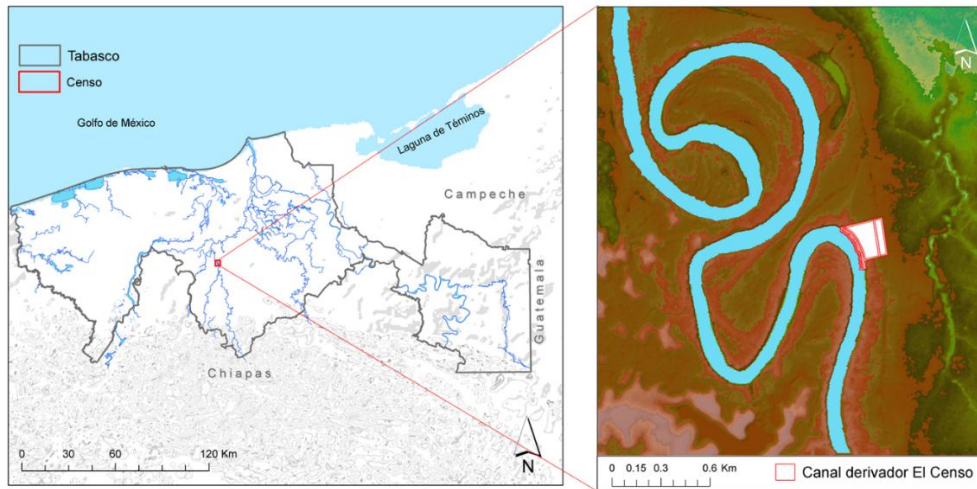 Tabasco
Censo
Golfo de México
Laguna de Téminos
Campeche
Guatemala
Chiapas
0 30 60 120 Km
N
N
0 0.15 0.3 0.6 Km
Canal derivador El Censo